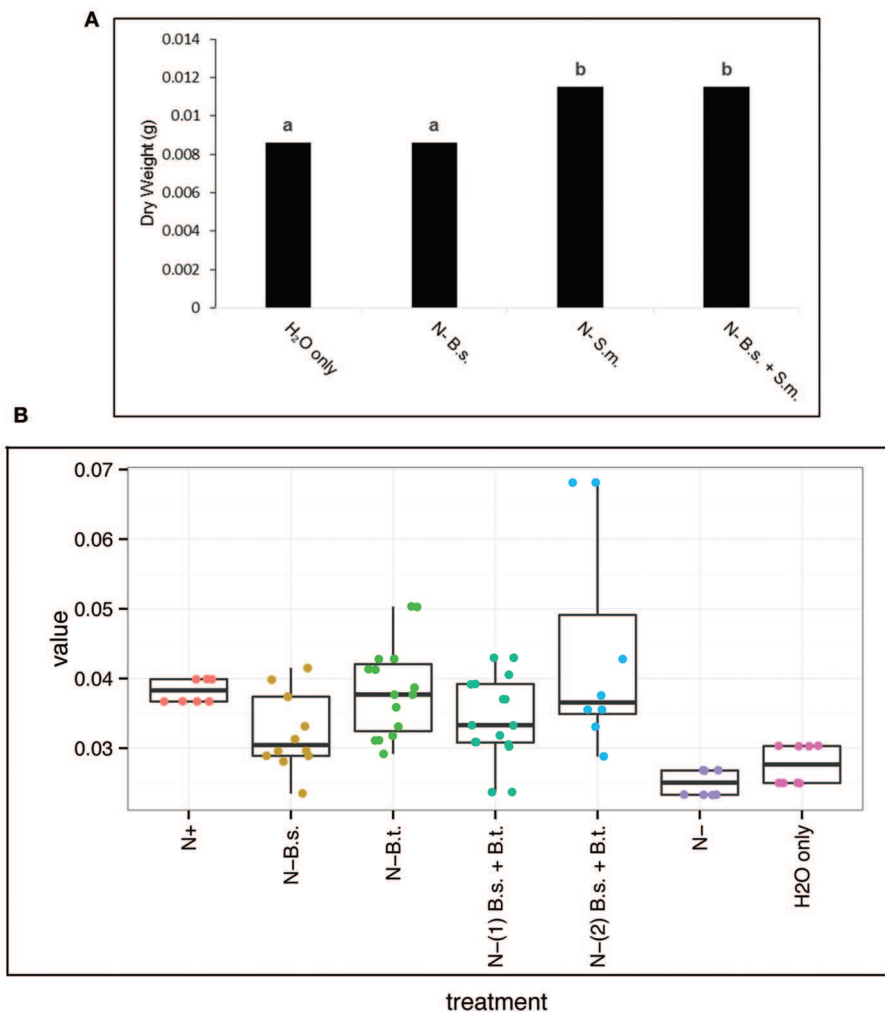 A
0.014
0.012
0.01
0.008
0.006
0.004
0.002
0
Dry Weight (g)
a
a
b
b
H₂O only
N- B.s.
N- S.m.
N- B.s. + S.m.
B
0.07
0.06
0.05
0.04
0.03
value
N+
N−B.s.
N−B.t.
N−(1) B.s. + B.t.
N−(2) B.s. + B.t.
N−
H2O only
treatment